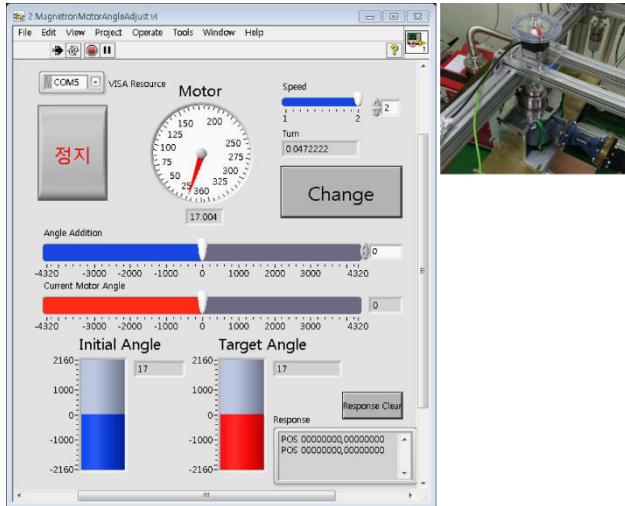 2.MagnetronMotorAngleAdjust.vi
File Edit View Project Operate Tools Window Help
COM5 VISA Resource
Motor
Speed
1 2
2
정지
150 200
125 250
100 275
75 300
50 325
25 360
17.004
Turn
0.0472222
Change
Angle Addition
0
-4320 -3000 -2000 -1000 0 1000 2000 3000 4320
Current Motor Angle
0
-4320 -3000 -2000 -1000 0 1000 2000 3000 4320
Initial Angle Target Angle
2160 17 2160 17
1000 1000
0 0
-1000 -1000
-2160 -2160
Response Clear
Response
POS 00000000,00000000
POS 00000000,00000000